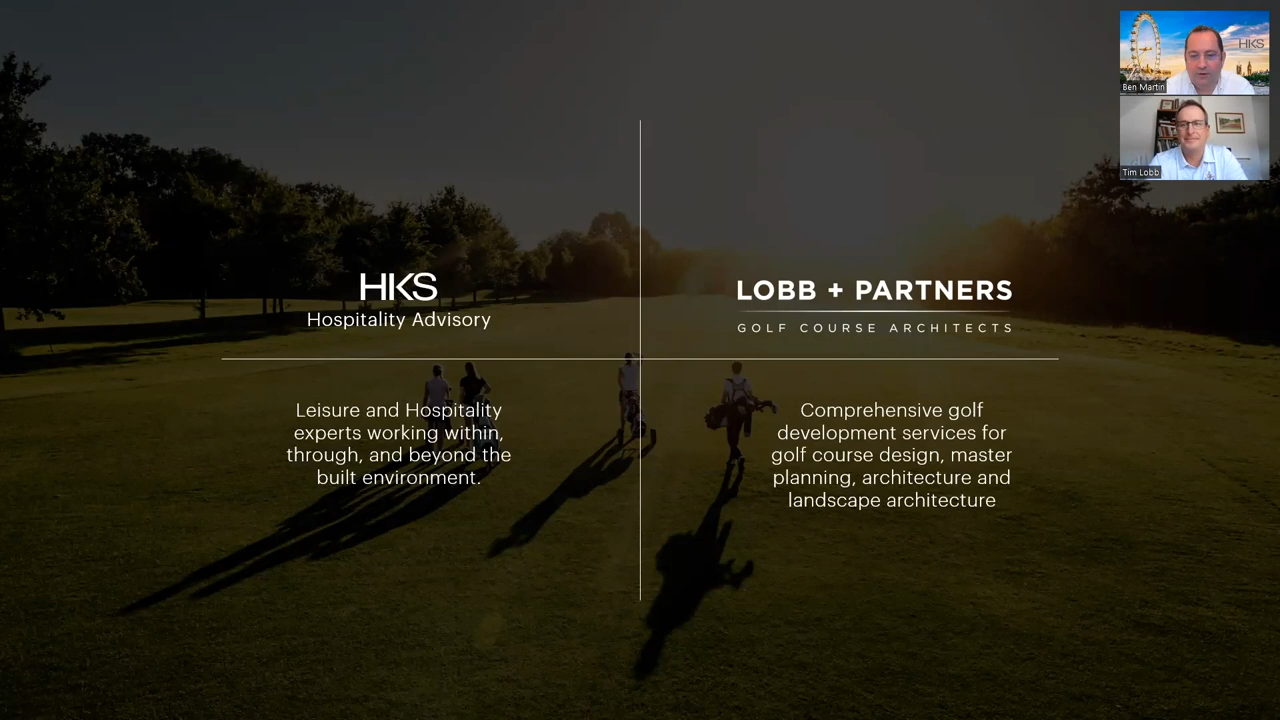 HKS
Ben Martin
Tim Lobb
HKS
Hospitality Advisory
LOBB + PARTNERS
GOLF COURSE ARCHITECTS
Leisure and Hospitality
experts working within,
through, and beyond the
built environment.
Comprehensive golf
development services for
golf course design, master
planning, architecture and
landscape architecture